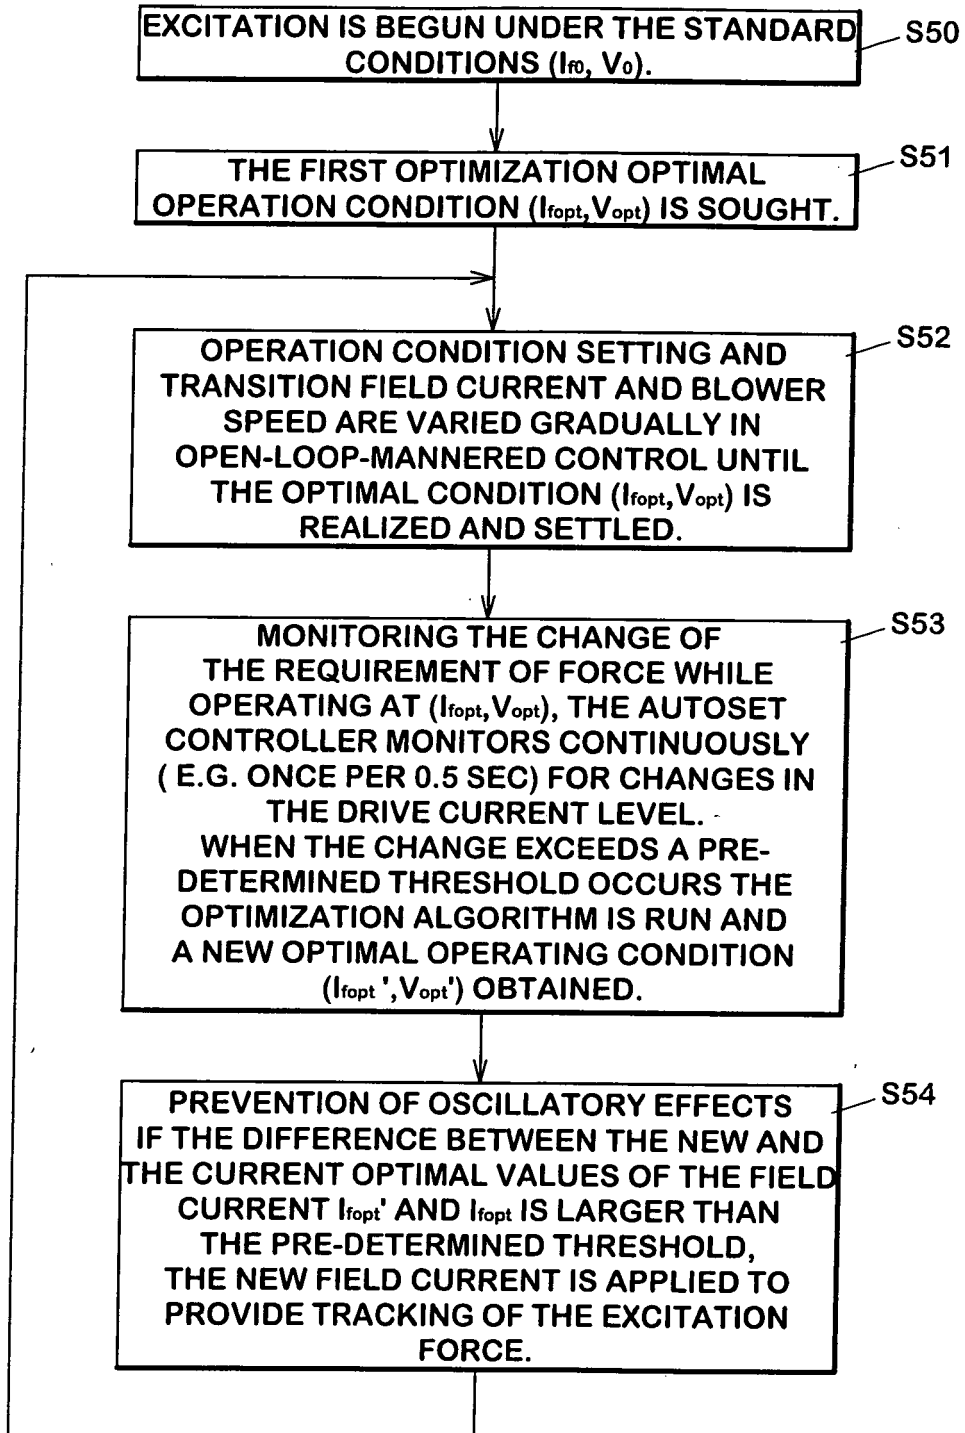 EXCITATION IS BEGUN UNDER THE STANDARD
CONDITIONS (If0, V0).
S50
THE FIRST OPTIMIZATION OPTIMAL
OPERATION CONDITION (Ifopt,Vopt) IS SOUGHT.
S51
OPERATION CONDITION SETTING AND
TRANSITION FIELD CURRENT AND BLOWER
SPEED ARE VARIED GRADUALLY IN
OPEN-LOOP-MANNERED CONTROL UNTIL
THE OPTIMAL CONDITION (Ifopt,Vopt) IS
REALIZED AND SETTLED.
S52
MONITORING THE CHANGE OF
THE REQUIREMENT OF FORCE WHILE
OPERATING AT (Ifopt,Vopt), THE AUTOSET
CONTROLLER MONITORS CONTINUOUSLY
( E.G. ONCE PER 0.5 SEC) FOR CHANGES IN
THE DRIVE CURRENT LEVEL.
WHEN THE CHANGE EXCEEDS A PRE-
DETERMINED THRESHOLD OCCURS THE
OPTIMIZATION ALGORITHM IS RUN AND
A NEW OPTIMAL OPERATING CONDITION
(Ifopt ',Vopt') OBTAINED.
S53
PREVENTION OF OSCILLATORY EFFECTS
IF THE DIFFERENCE BETWEEN THE NEW AND
THE CURRENT OPTIMAL VALUES OF THE FIELD
CURRENT Ifopt' AND Ifopt IS LARGER THAN
THE PRE-DETERMINED THRESHOLD,
THE NEW FIELD CURRENT IS APPLIED TO
PROVIDE TRACKING OF THE EXCITATION
FORCE.
S54